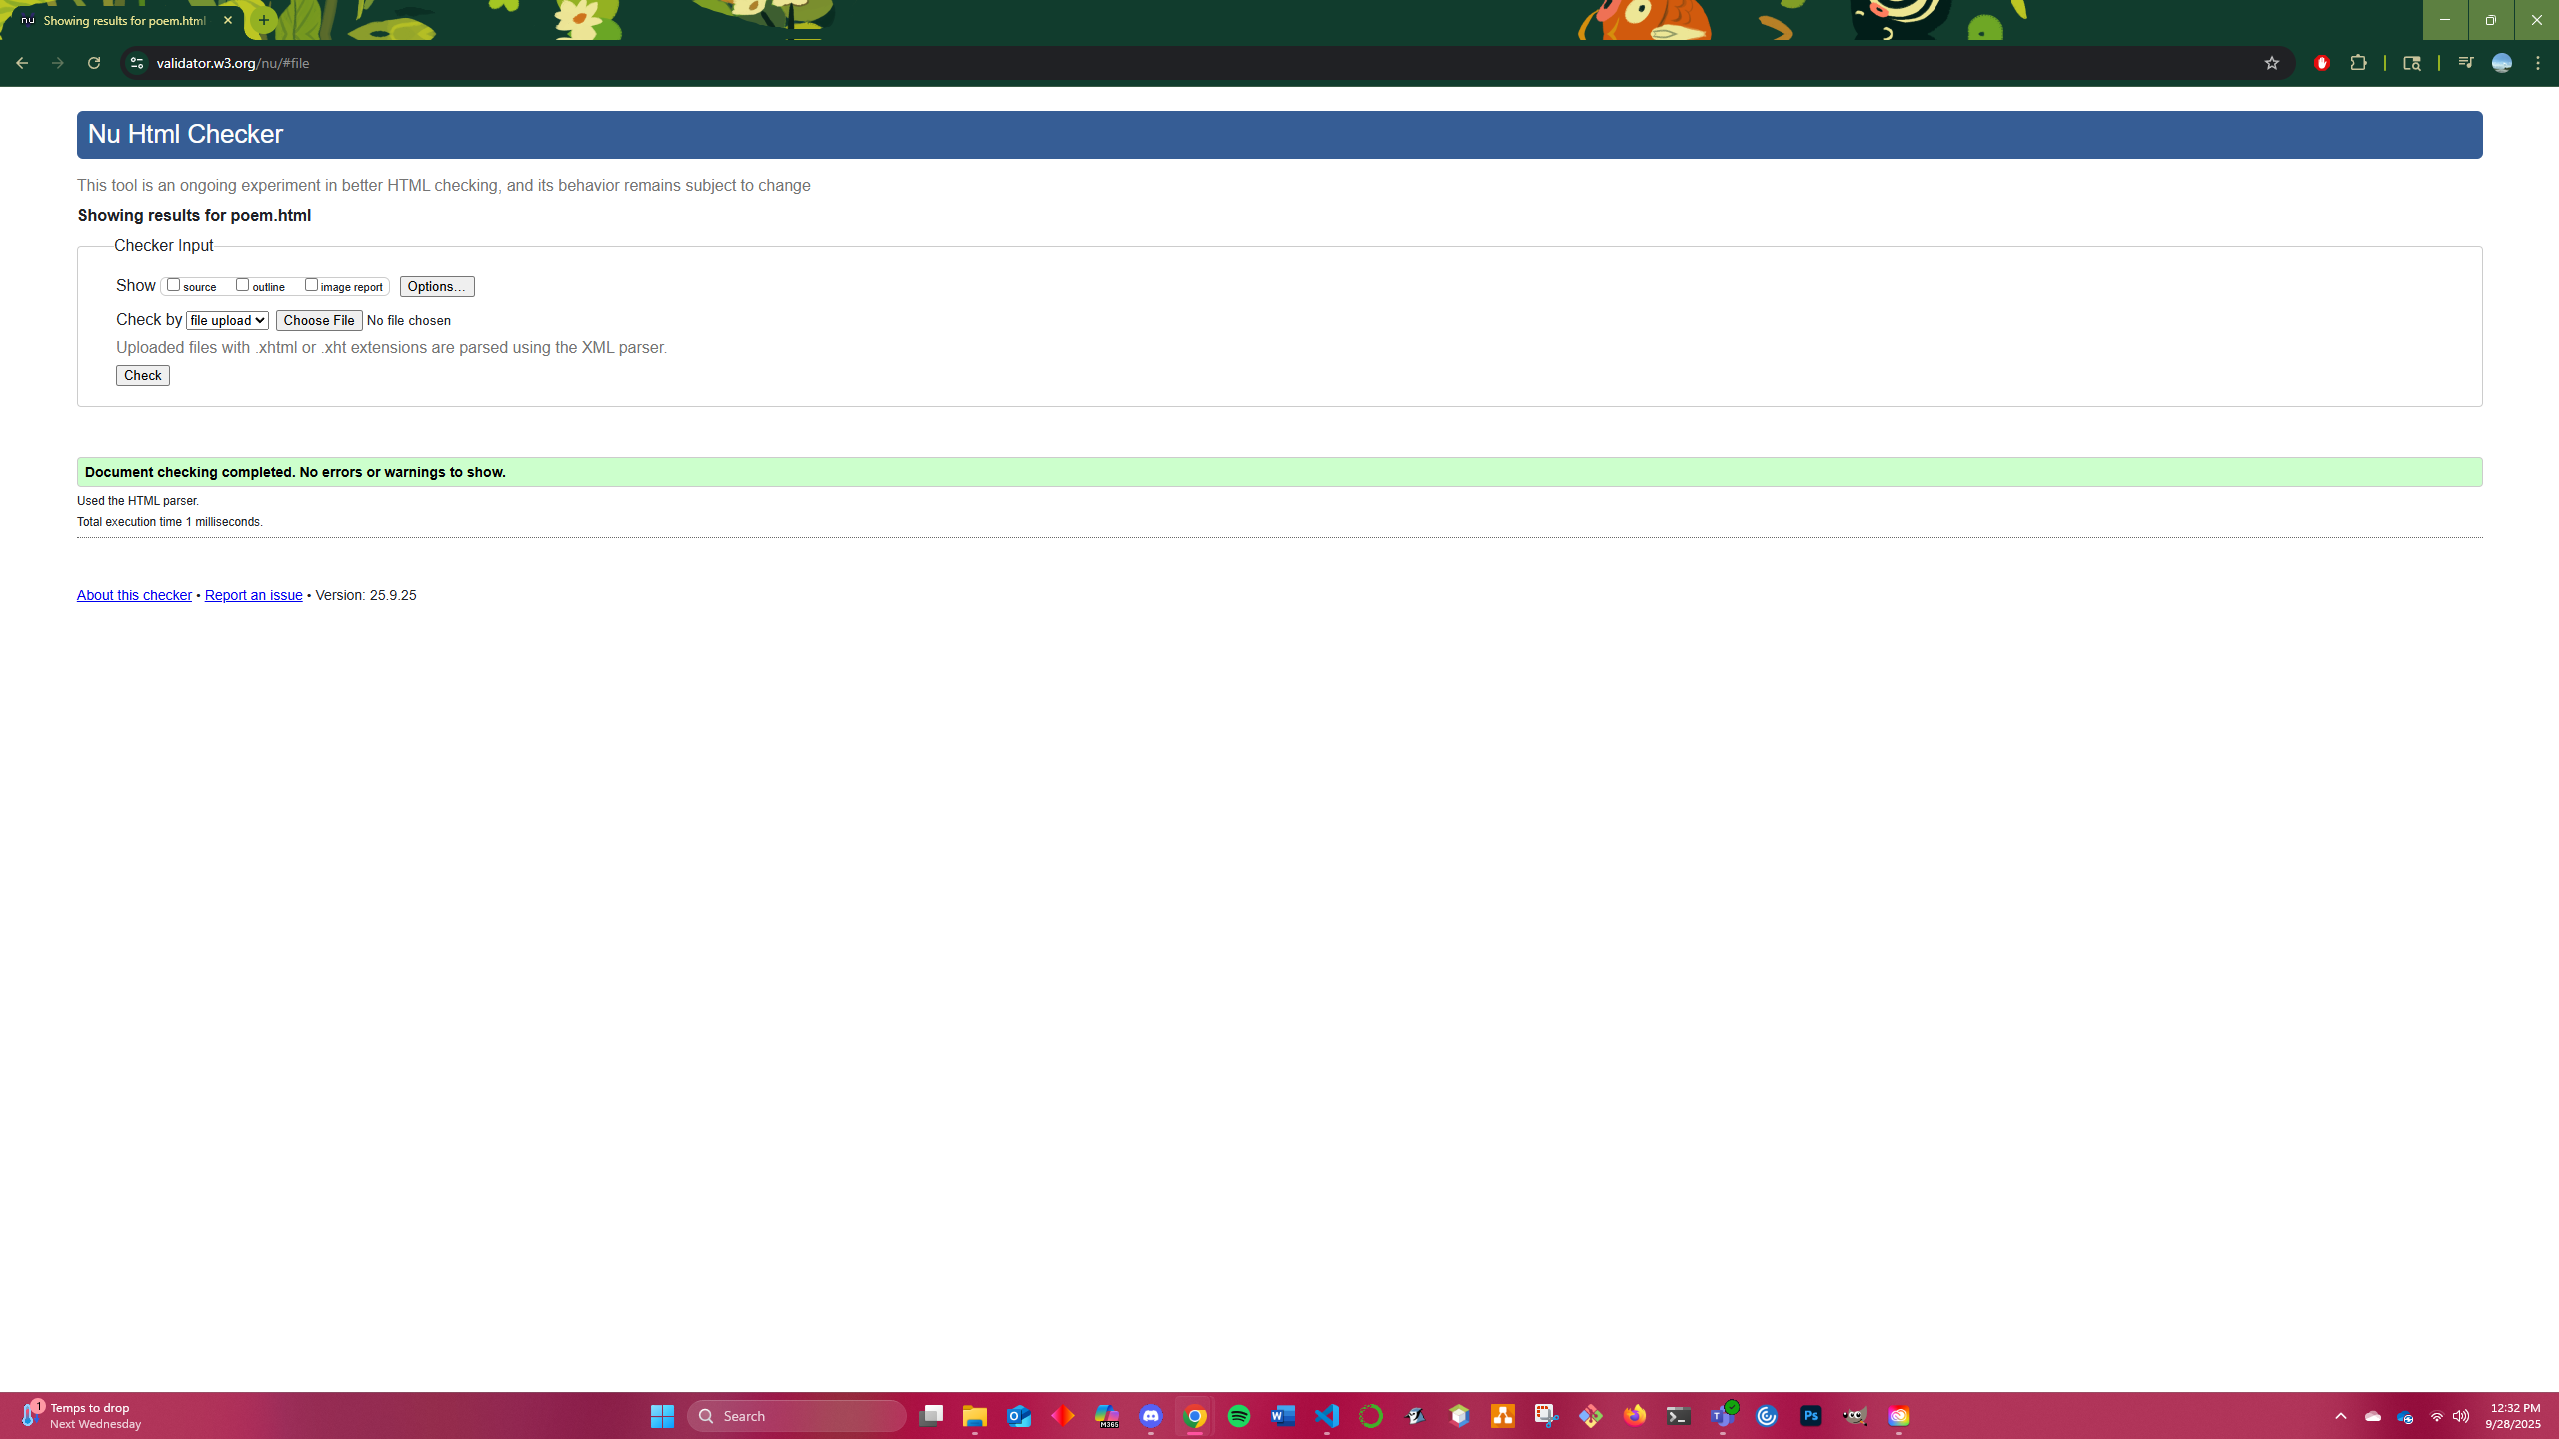 nu Showing results for poem.html
validator.w3.org/nu/#file
Nu Html Checker
This tool is an ongoing experiment in better HTML checking, and its behavior remains subject to change
Showing results for poem.html
Checker Input
Show source outline image report Options...
Check by file upload Choose File No file chosen
Uploaded files with .xhtml or .xht extensions are parsed using the XML parser.
Check
Document checking completed. No errors or warnings to show.
Used the HTML parser.
Total execution time 1 milliseconds.
About this checker • Report an issue • Version: 25.9.25
1
Temps to drop
Next Wednesday
Search
M365
Ps
12:32 PM
9/28/2025